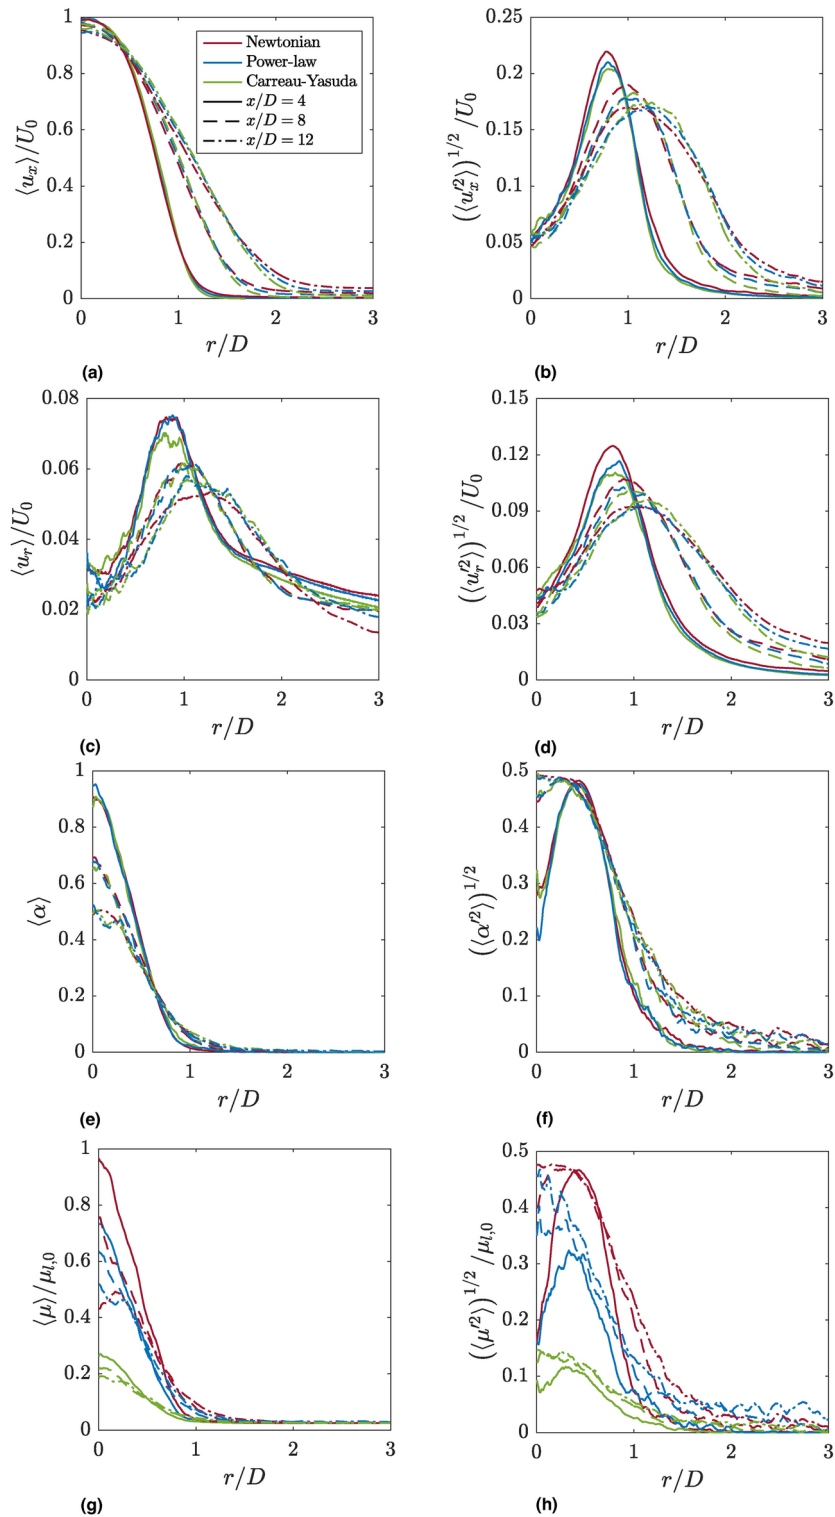 1
0.8
0.6
0.4
0.2
0
0 1 2 3
⟨u_x⟩/U_0
r/D
Newtonian
Power-law
Carreau-Yasuda
x/D = 4
x/D = 8
x/D = 12
(a)
0.25
0.20
0.15
0.10
0.05
0
0 1 2 3
(⟨u′_x^2⟩)^1/2 /U_0
r/D
(b)
0.08
0.06
0.04
0.02
0
0 1 2 3
⟨u_r⟩/U_0
r/D
(c)
0.15
0.12
0.09
0.06
0.03
0
0 1 2 3
(⟨u′_r^2⟩)^1/2 /U_0
r/D
(d)
1
0.8
0.6
0.4
0.2
0
0 1 2 3
⟨α⟩
r/D
(e)
0.5
0.4
0.3
0.2
0.1
0
0 1 2 3
(⟨α′^2⟩)^1/2
r/D
(f)
1
0.8
0.6
0.4
0.2
0
0 1 2 3
⟨μ⟩/μ_l,0
r/D
(g)
0.5
0.4
0.3
0.2
0.1
0
0 1 2 3
(⟨μ′^2⟩)^1/2 /μ_l,0
r/D
(h)